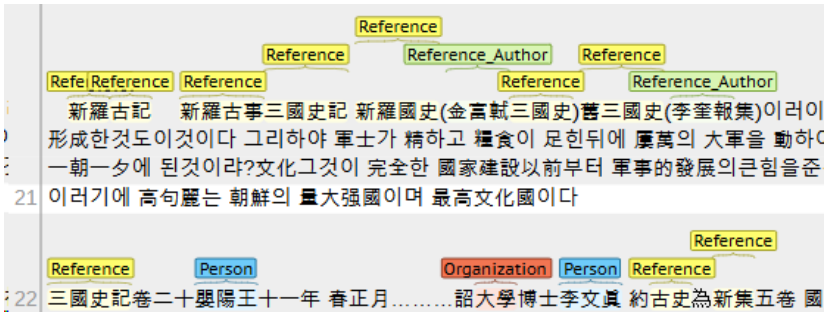 Reference
Reference Reference_Author Reference
Refe Reference Reference Reference Reference_Author
新羅古記 新羅古事三國史記 新羅國史(金富軾三國史)舊三國史(李奎報集)이러이
形成한것도이것이다 그리하야 軍士가 精하고 糧食이 足힌뒤에 屢萬의 大軍을 動하야
一朝一夕에 된것이랴?文化그것이 完全한 國家建設以前부터 軍事的發展의큰힘을준
21 이러기에 高句麗는 朝鮮의 量大强國이며 最高文化國이다
Reference
Reference Person Organization Person Reference
22 三國史記卷二十嬰陽王十一年 春正月………詔大學博士李文眞 約古史為新集五卷 國